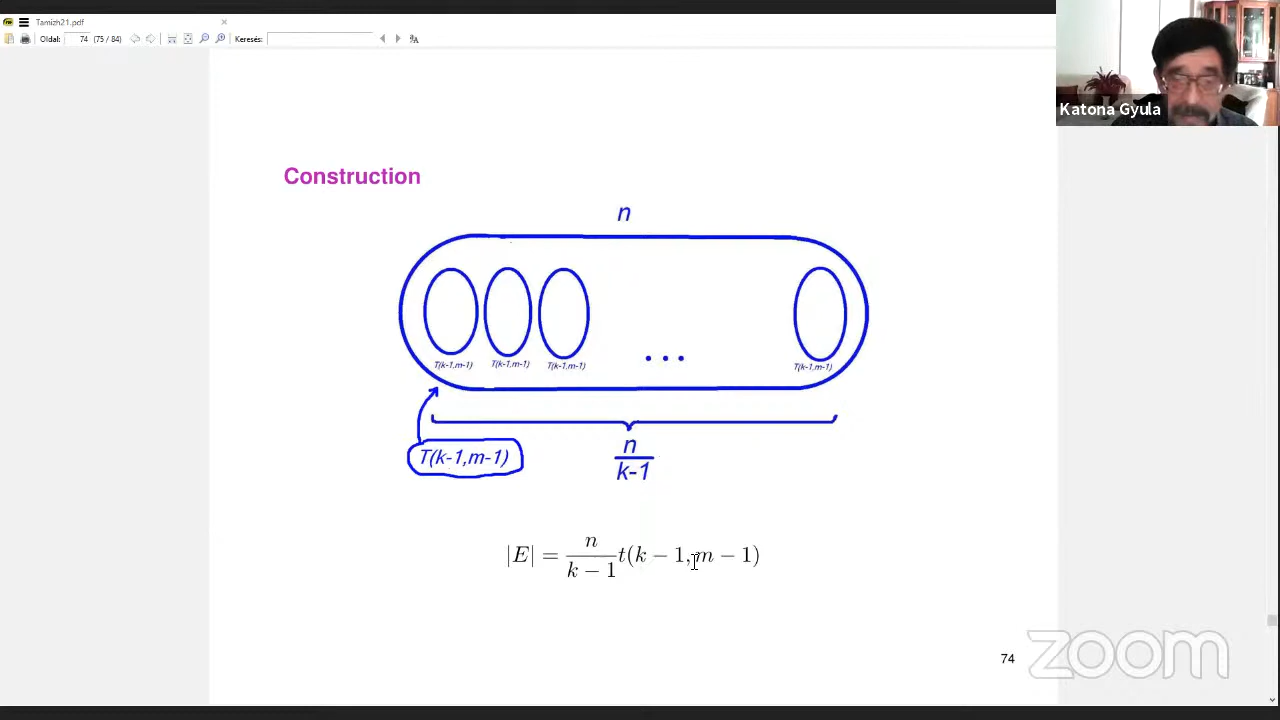 Tamizh21.pdf
Oldal: 74 (75 / 84) Keresés:
Katona Gyula
Construction
n
T(k-1,m-1) T(k-1,m-1) T(k-1,m-1) ... T(k-1,m-1)
T(k-1,m-1)
n
k-1
|E| = n/(k − 1) t(k − 1, m − 1)
74
zoom